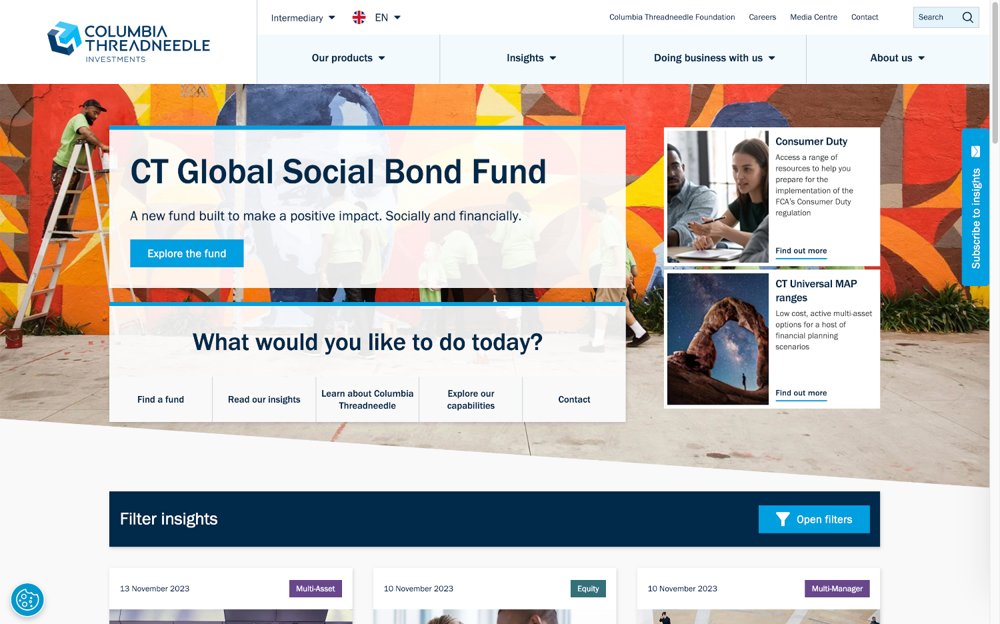 COLUMBIA
THREADNEEDLE
INVESTMENTS
Intermediary
EN
Columbia Threadneedle Foundation
Careers
Media Centre
Contact
Search
Our products
Insights
Doing business with us
About us
CT Global Social Bond Fund
A new fund built to make a positive impact. Socially and financially.
Explore the fund
What would you like to do today?
Find a fund
Read our insights
Learn about Columbia
Threadneedle
Explore our
capabilities
Contact
Consumer Duty
Access a range of
resources to help you
prepare for the
implementation of the
FCA's Consumer Duty
regulation
Find out more
CT Universal MAP
ranges
Low cost, active multi-asset
options for a host of
financial planning
scenarios
Find out more
Subscribe to insights
Filter insights
Open filters
13 November 2023
Multi-Asset
10 November 2023
Equity
10 November 2023
Multi-Manager